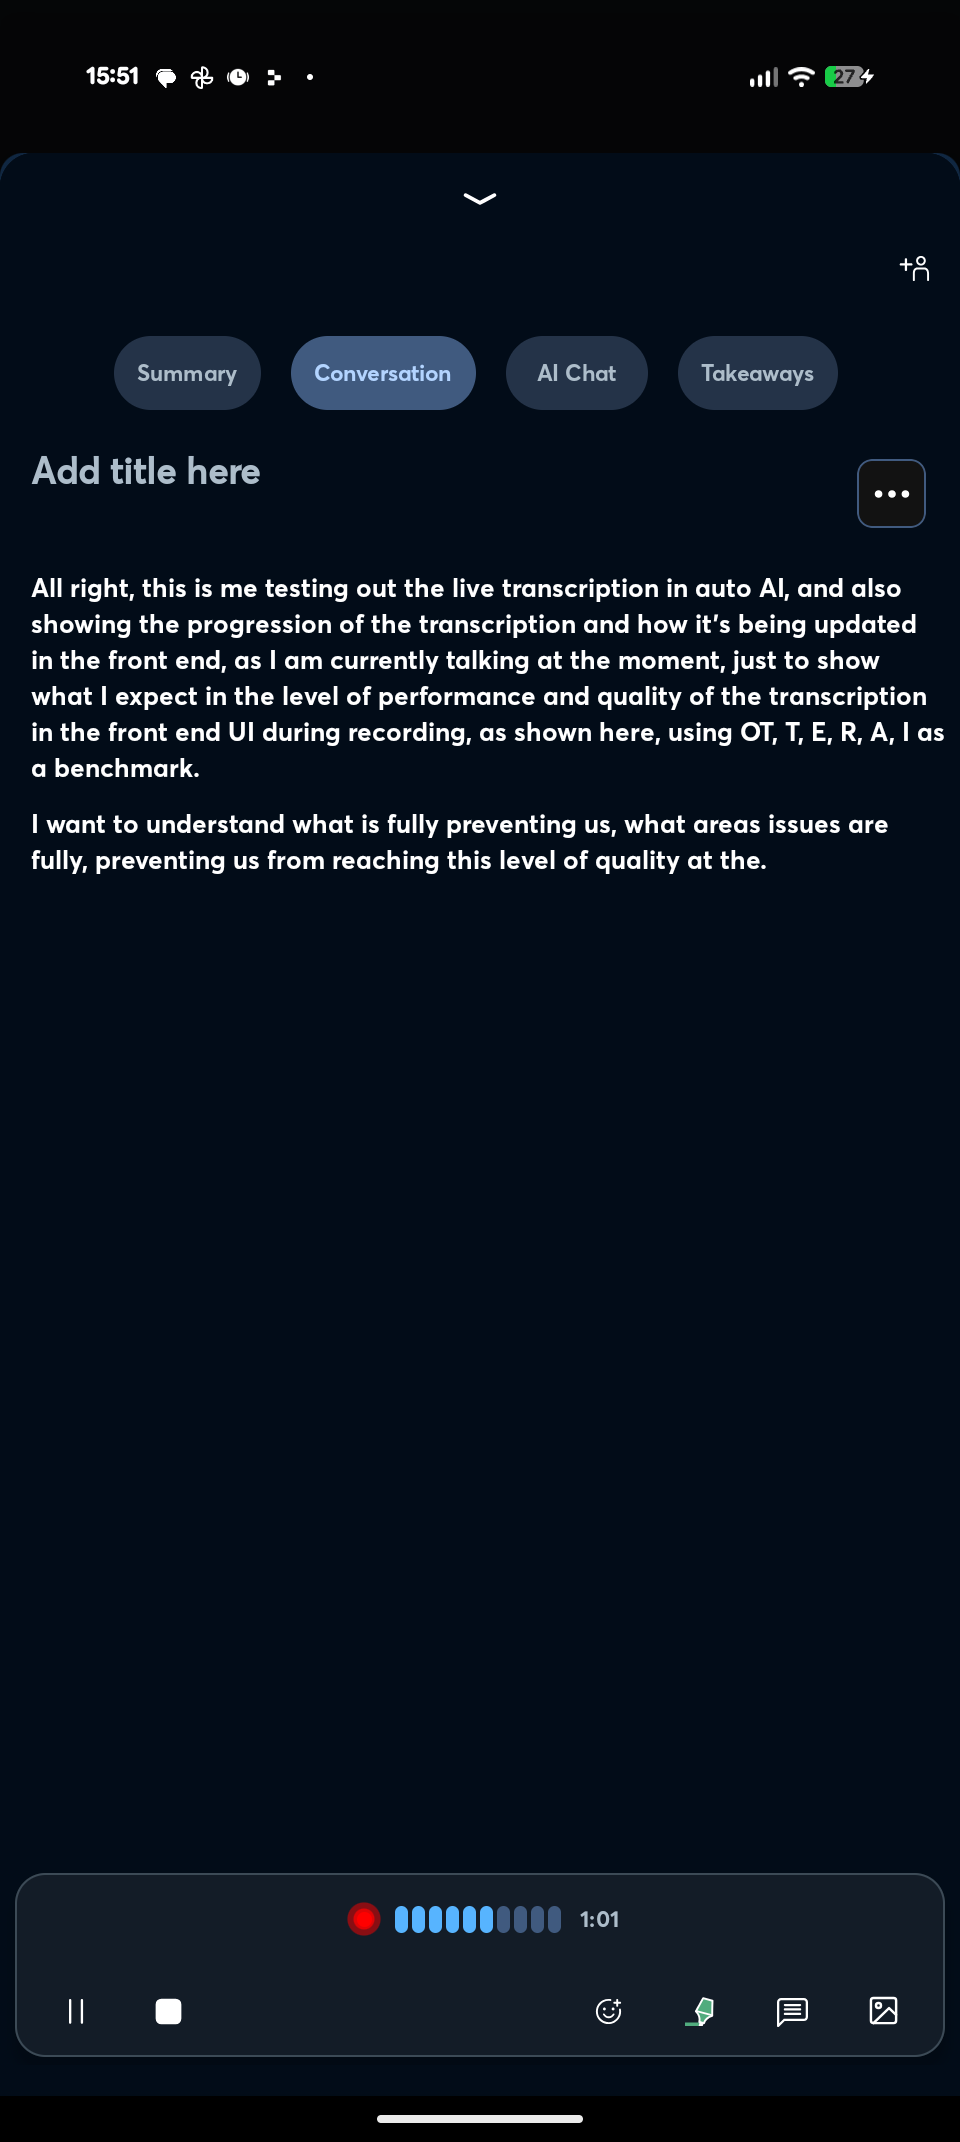 15:51
27
Summary
Conversation
AI Chat
Takeaways
Add title here
All right, this is me testing out the live transcription in auto AI, and also
showing the progression of the transcription and how it's being updated
in the front end, as I am currently talking at the moment, just to show
what I expect in the level of performance and quality of the transcription
in the front end UI during recording, as shown here, using OT, T, E, R, A, I as
a benchmark.
I want to understand what is fully preventing us, what areas issues are
fully, preventing us from reaching this level of quality at the.
1:01